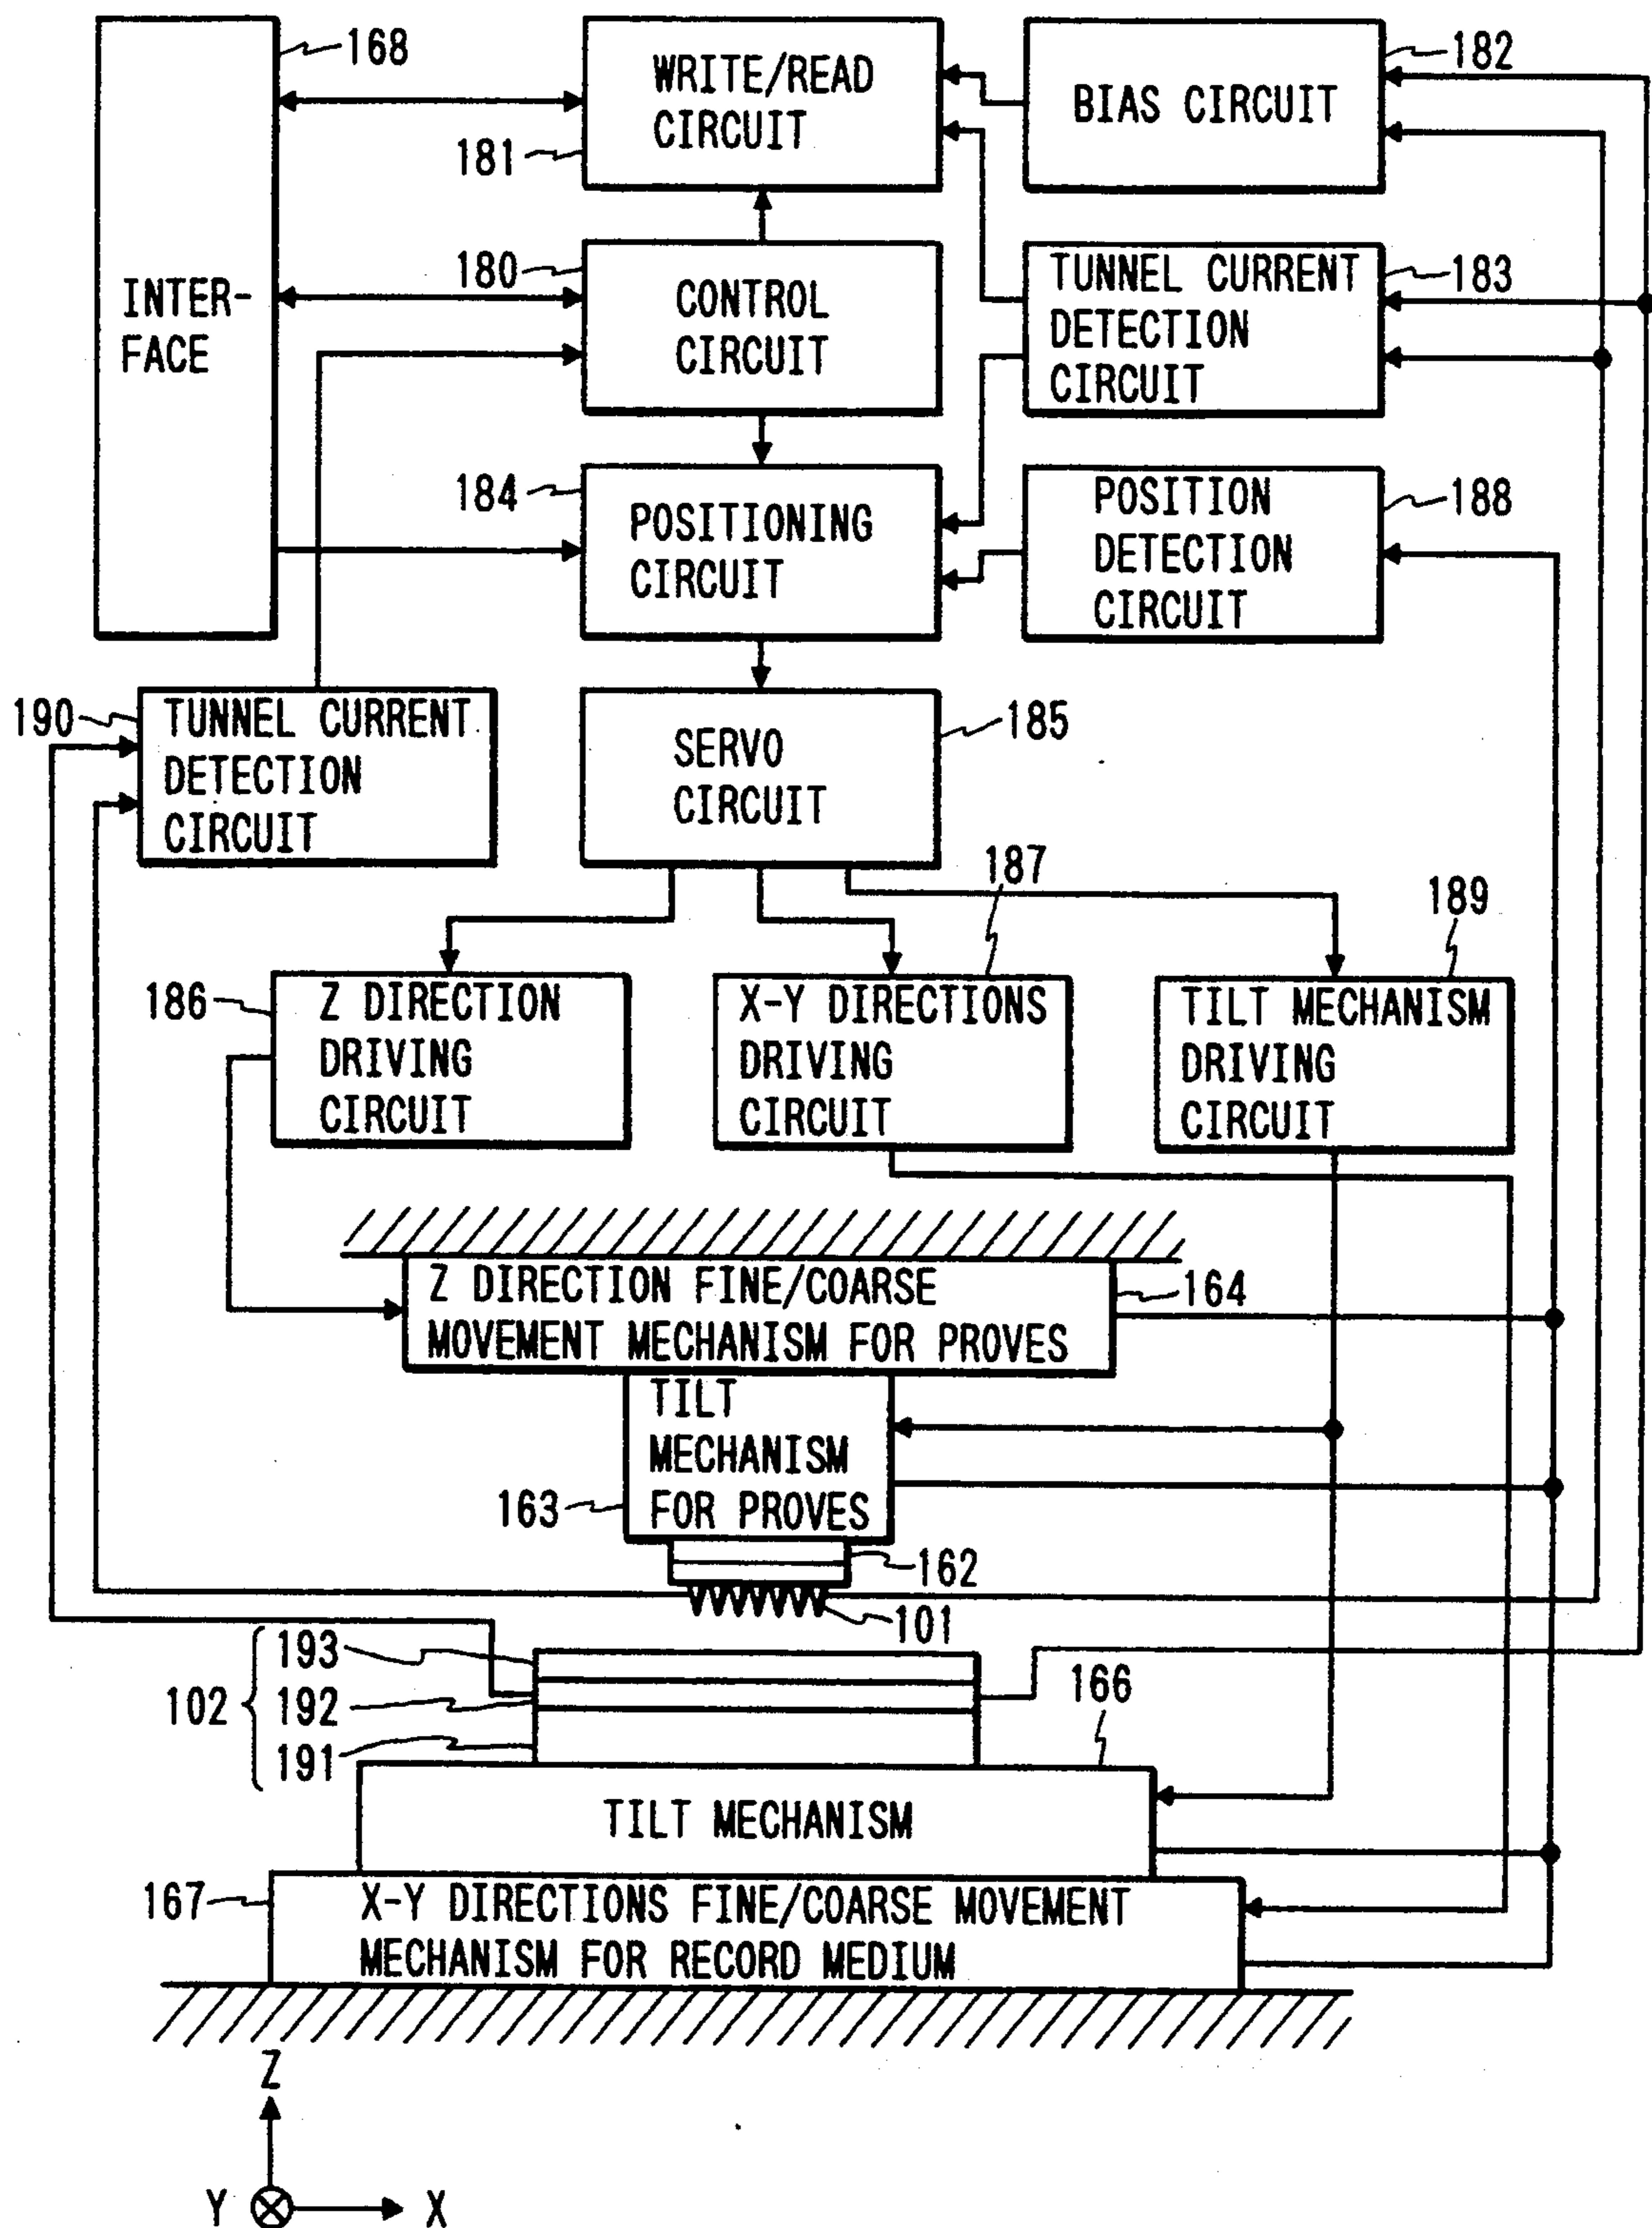 168
WRITE/READ
CIRCUIT
181
BIAS CIRCUIT
182
INTER-
FACE
180
CONTROL
CIRCUIT
TUNNEL CURRENT
DETECTION
CIRCUIT
183
184
POSITIONING
CIRCUIT
POSITION
DETECTION
CIRCUIT
188
190
TUNNEL CURRENT
DETECTION
CIRCUIT
SERVO
CIRCUIT
185
187
189
186
Z DIRECTION
DRIVING
CIRCUIT
X-Y DIRECTIONS
DRIVING
CIRCUIT
TILT MECHANISM
DRIVING
CIRCUIT
Z DIRECTION FINE/COARSE
MOVEMENT MECHANISM FOR PROVES
164
TILT
MECHANISM
FOR PROVES
163
162
101
102
193
192
191
166
TILT MECHANISM
167
X-Y DIRECTIONS FINE/COARSE MOVEMENT
MECHANISM FOR RECORD MEDIUM
Z
Y
X